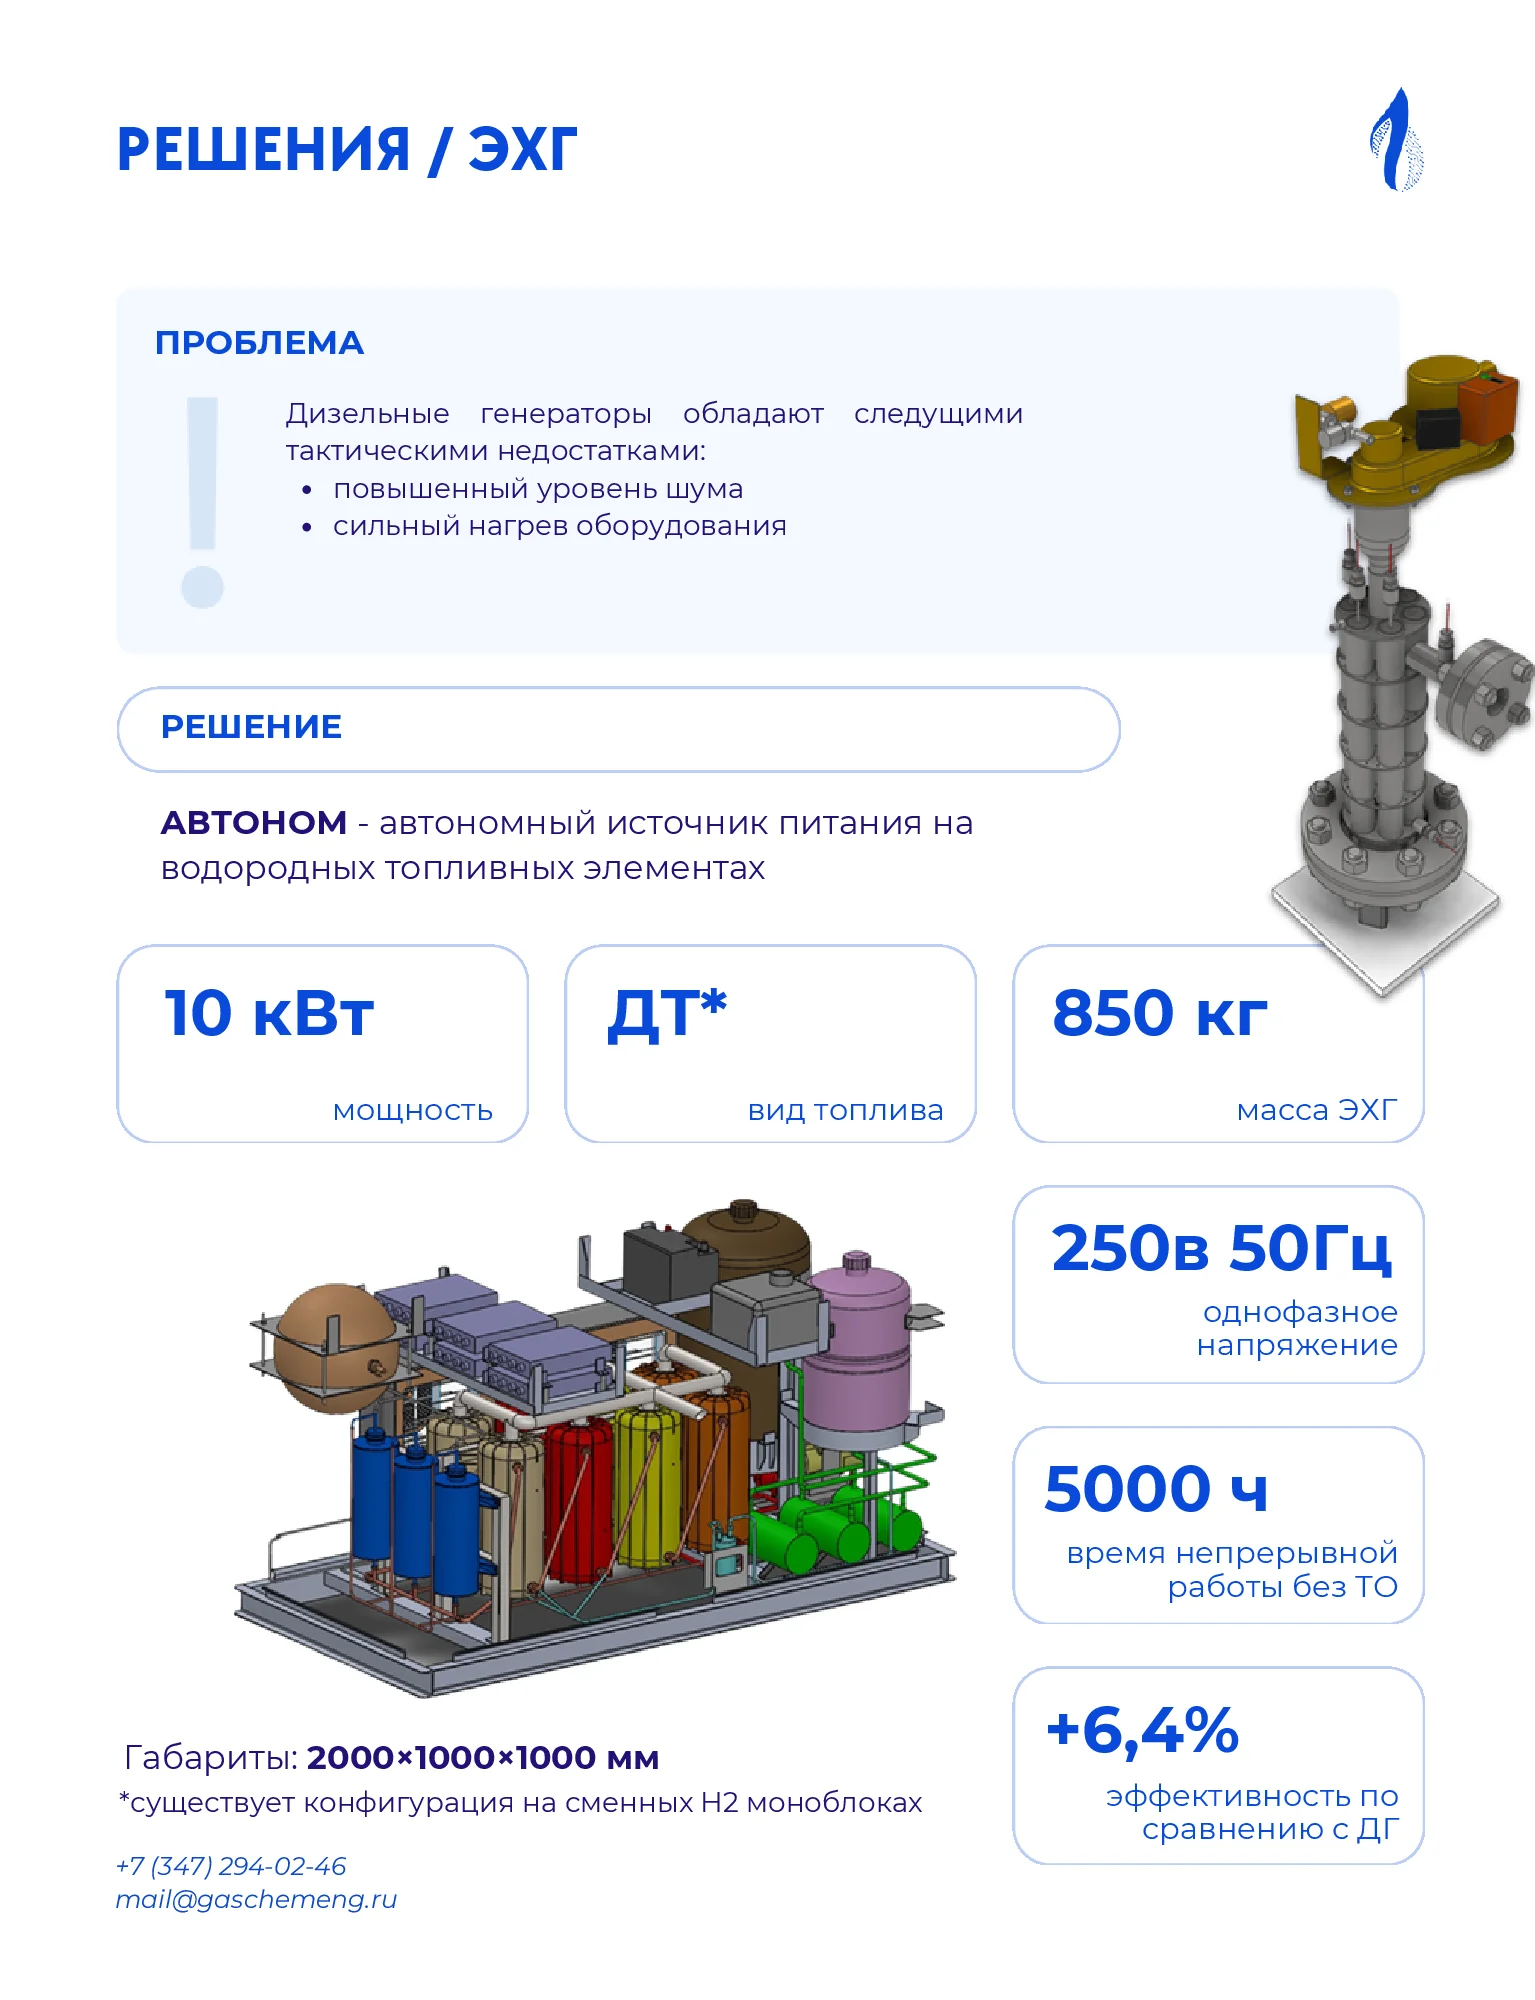 РЕШЕНИЯ / ЭХГ
ПРОБЛЕМА
!
Дизельные генераторы обладают следущими
тактическими недостатками:
• повышенный уровень шума
• сильный нагрев оборудования
РЕШЕНИЕ
АВТОНОМ - автономный источник питания на
водородных топливных элементах
10 кВт
мощность
ДТ*
вид топлива
850 кг
масса ЭХГ
250в 50Гц
однофазное
напряжение
5000 ч
время непрерывной
работы без ТО
+6,4%
эффективность по
сравнению с ДГ
Габариты: 2000×1000×1000 мм
*существует конфигурация на сменных H2 моноблоках
+7 (347) 294-02-46
mail@gaschemeng.ru